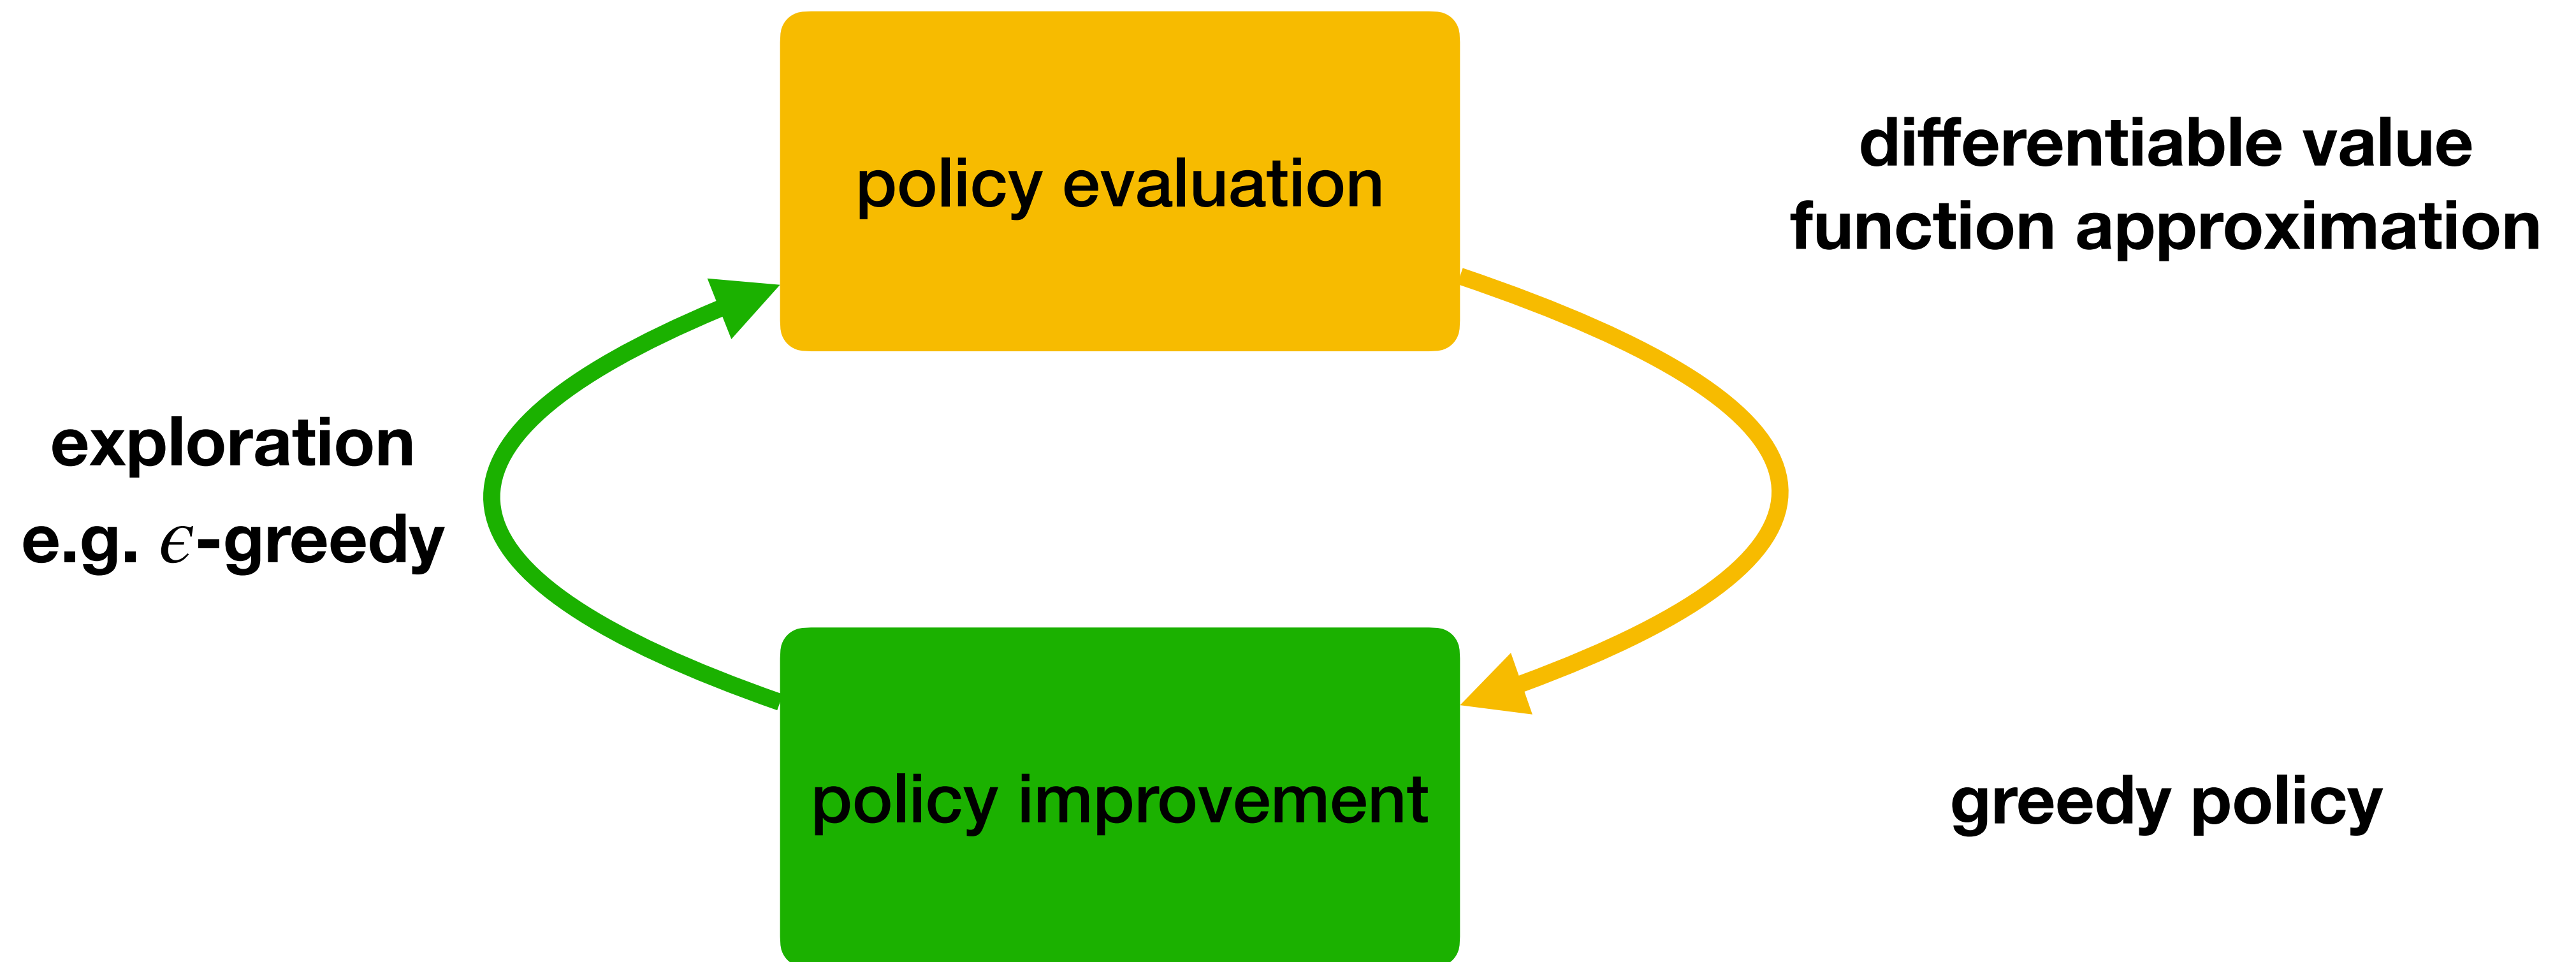 policy evaluation
differentiable value
function approximation
exploration
e.g. ϵ-greedy
policy improvement
greedy policy